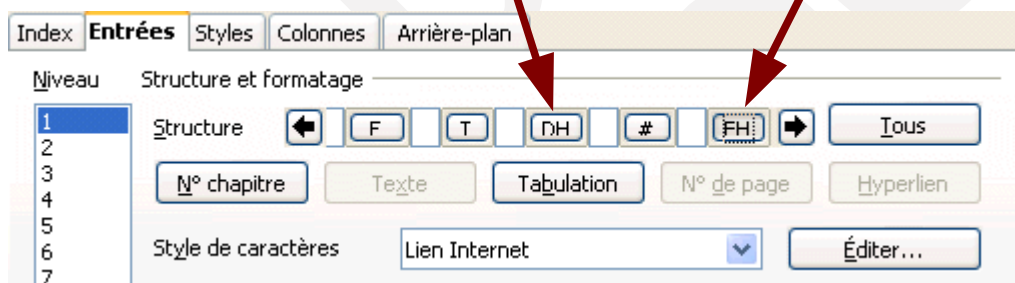 Index Entrées Styles Colonnes Arrière-plan
Niveau Structure et formatage
1 Structure F T DH # FH Tous
2
3 N° chapitre Texte Tabulation N° de page Hyperlien
4
5
6 Style de caractères Lien Internet Éditer...
7